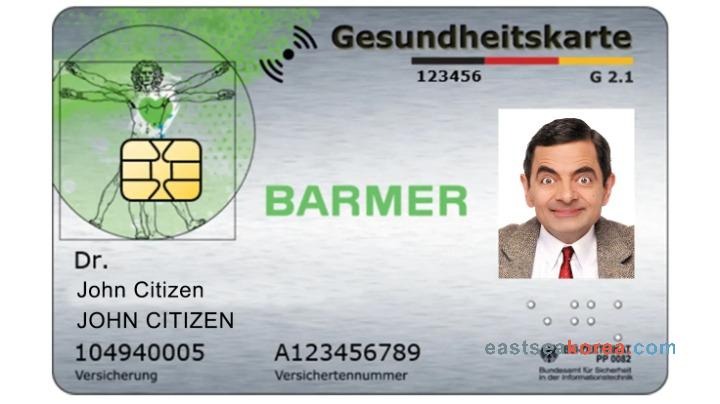 Gesundheitskarte
123456
G 2.1
BARMER
Dr.
John Citizen
JOHN CITIZEN
104940005
A123456789
Versicherung
Versichertennummer
eastseakorea.com
PP 0082
Bundesamt für Sicherheit
in der Informationstechnik